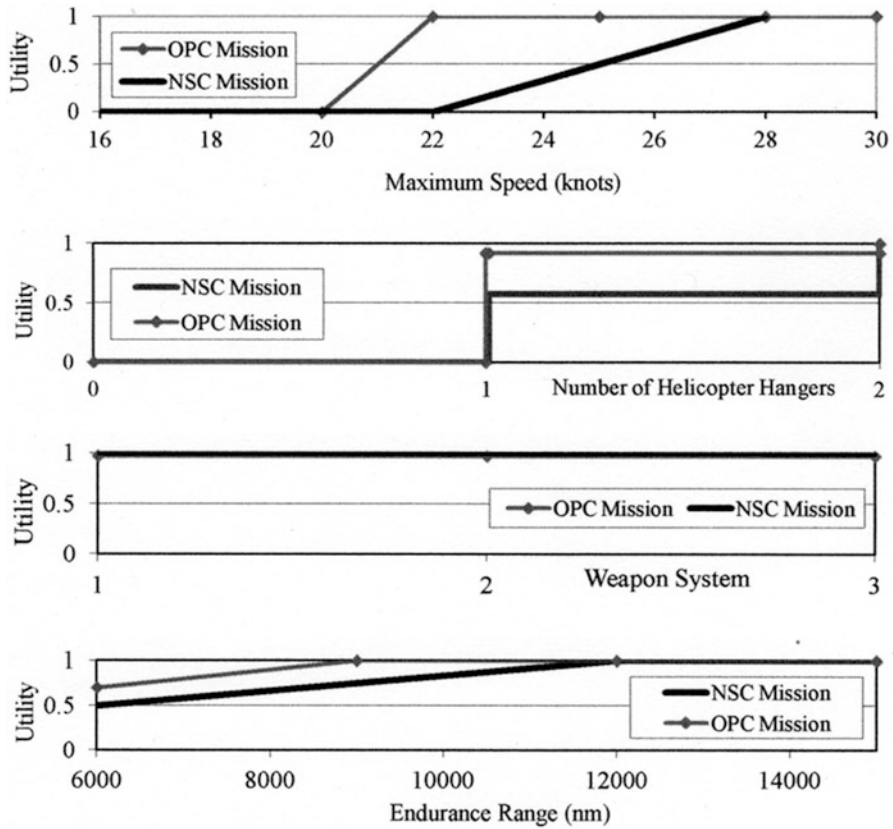 Utility
1
0.5
0
OPC Mission
NSC Mission
16 18 20 22 24 26 28 30
Maximum Speed (knots)
Utility
1
0.5
0
NSC Mission
OPC Mission
0 1 Number of Helicopter Hangers 2
Utility
1
0.5
0
OPC Mission NSC Mission
1 2 Weapon System 3
Utility
1
0.5
0
NSC Mission
OPC Mission
6000 8000 10000 12000 14000
Endurance Range (nm)